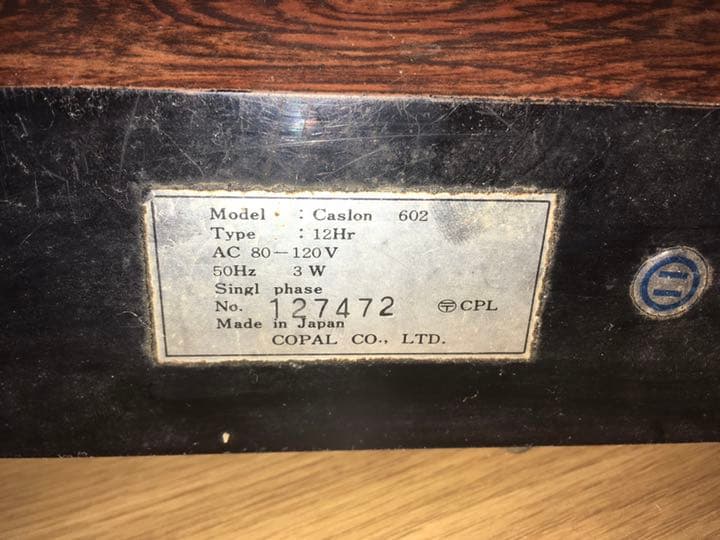 Model : Caslon 602
Type : 12Hr
AC 80-120V
50Hz 3W
Singl phase
No. 127472 〶 CPL
Made in Japan
COPAL CO., LTD.